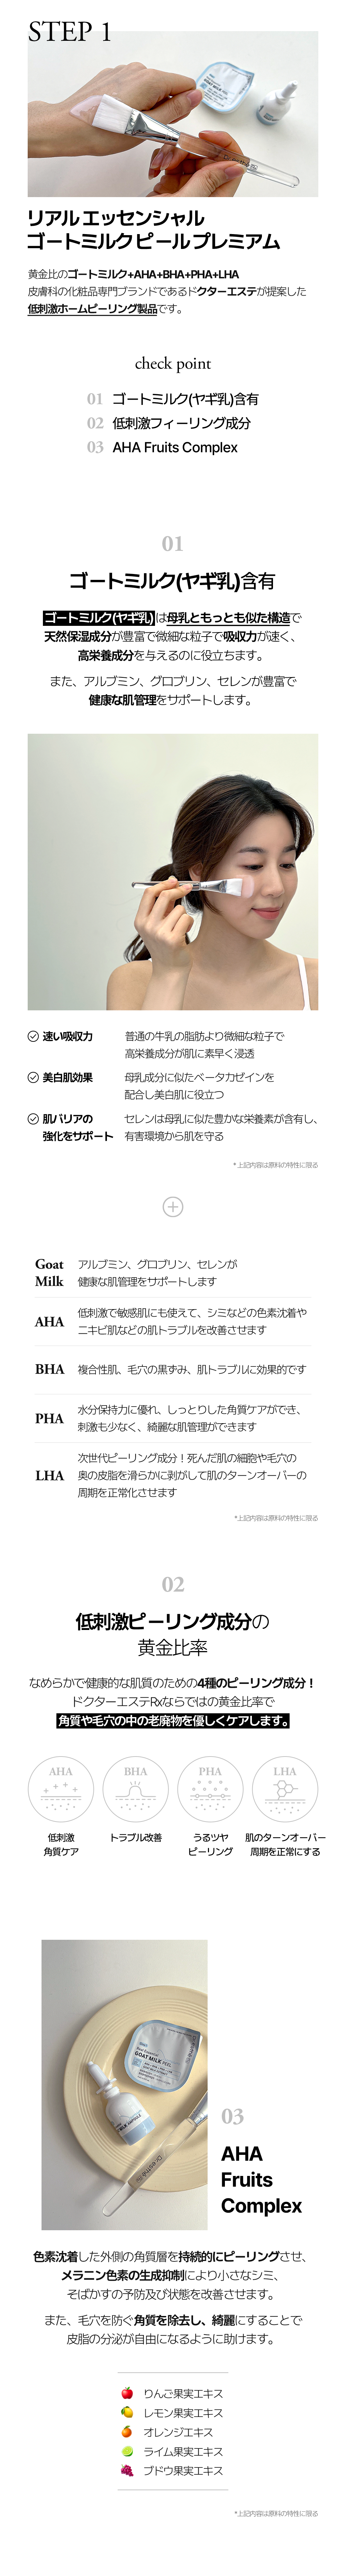 STEP 1
リアル エッセンシャル
ゴートミルク ピール プレミアム
黄金比のゴートミルク+AHA+BHA+PHA+LHA
皮膚科の化粧品専門ブランドであるドクターエステが提案した
低刺激ホームピーリング製品です。
check point
01 ゴートミルク(ヤギ乳)含有
02 低刺激フィーリング成分
03 AHA Fruits Complex
01
ゴートミルク(ヤギ乳)含有
ゴートミルク(ヤギ乳)は母乳ともっとも似た構造で
天然保湿成分が豊富で微細な粒子で吸収力が速く、
高栄養成分を与えるのに役立ちます。
また、アルブミン、グロブリン、セレンが豊富で
健康な肌管理をサポートします。
速い吸収力 普通の牛乳の脂肪より微細な粒子で
高栄養成分が肌に素早く浸透
美白肌効果 母乳成分に似たベータカゼインを
配合し美白肌に役立つ
肌バリアの セレンは母乳に似た豊かな栄養素が含有し、
強化をサポート 有害環境から肌を守る
* 上記内容は原料の特性に限る
Goat アルブミン、グロブリン、セレンが
Milk 健康な肌管理をサポートします
AHA 低刺激で敏感肌にも使えて、シミなどの色素沈着や
ニキビ肌などの肌トラブルを改善させます
BHA 複合性肌、毛穴の黒ずみ、肌トラブルに効果的です
PHA 水分保持力に優れ、しっとりした角質ケアができ、
刺激も少なく、綺麗な肌管理ができます
LHA 次世代ピーリング成分！死んだ肌の細胞や毛穴の
奥の皮脂を滑らかに剥がして肌のターンオーバーの
周期を正常化させます
*上記内容は原料の特性に限る
02
低刺激ピーリング成分の
黄金比率
なめらかで健康的な肌質のための4種のピーリング成分！
ドクターエステRxならではの黄金比率で
角質や毛穴の中の老廃物を優しくケアします。
AHA BHA PHA LHA
低刺激 トラブル改善 うるツヤ 肌のターンオーバー
角質ケア ピーリング 周期を正常にする
GOAT MILK PEEL
03
AHA
Fruits
Complex
色素沈着した外側の角質層を持続的にピーリングさせ、
メラニン色素の生成抑制により小さなシミ、
そばかすの予防及び状態を改善させます。
また、毛穴を防ぐ角質を除去し、綺麗にすることで
皮脂の分泌が自由になるように助けます。
りんご果実エキス
レモン果実エキス
オレンジエキス
ライム果実エキス
ブドウ果実エキス
*上記内容は原料の特性に限る